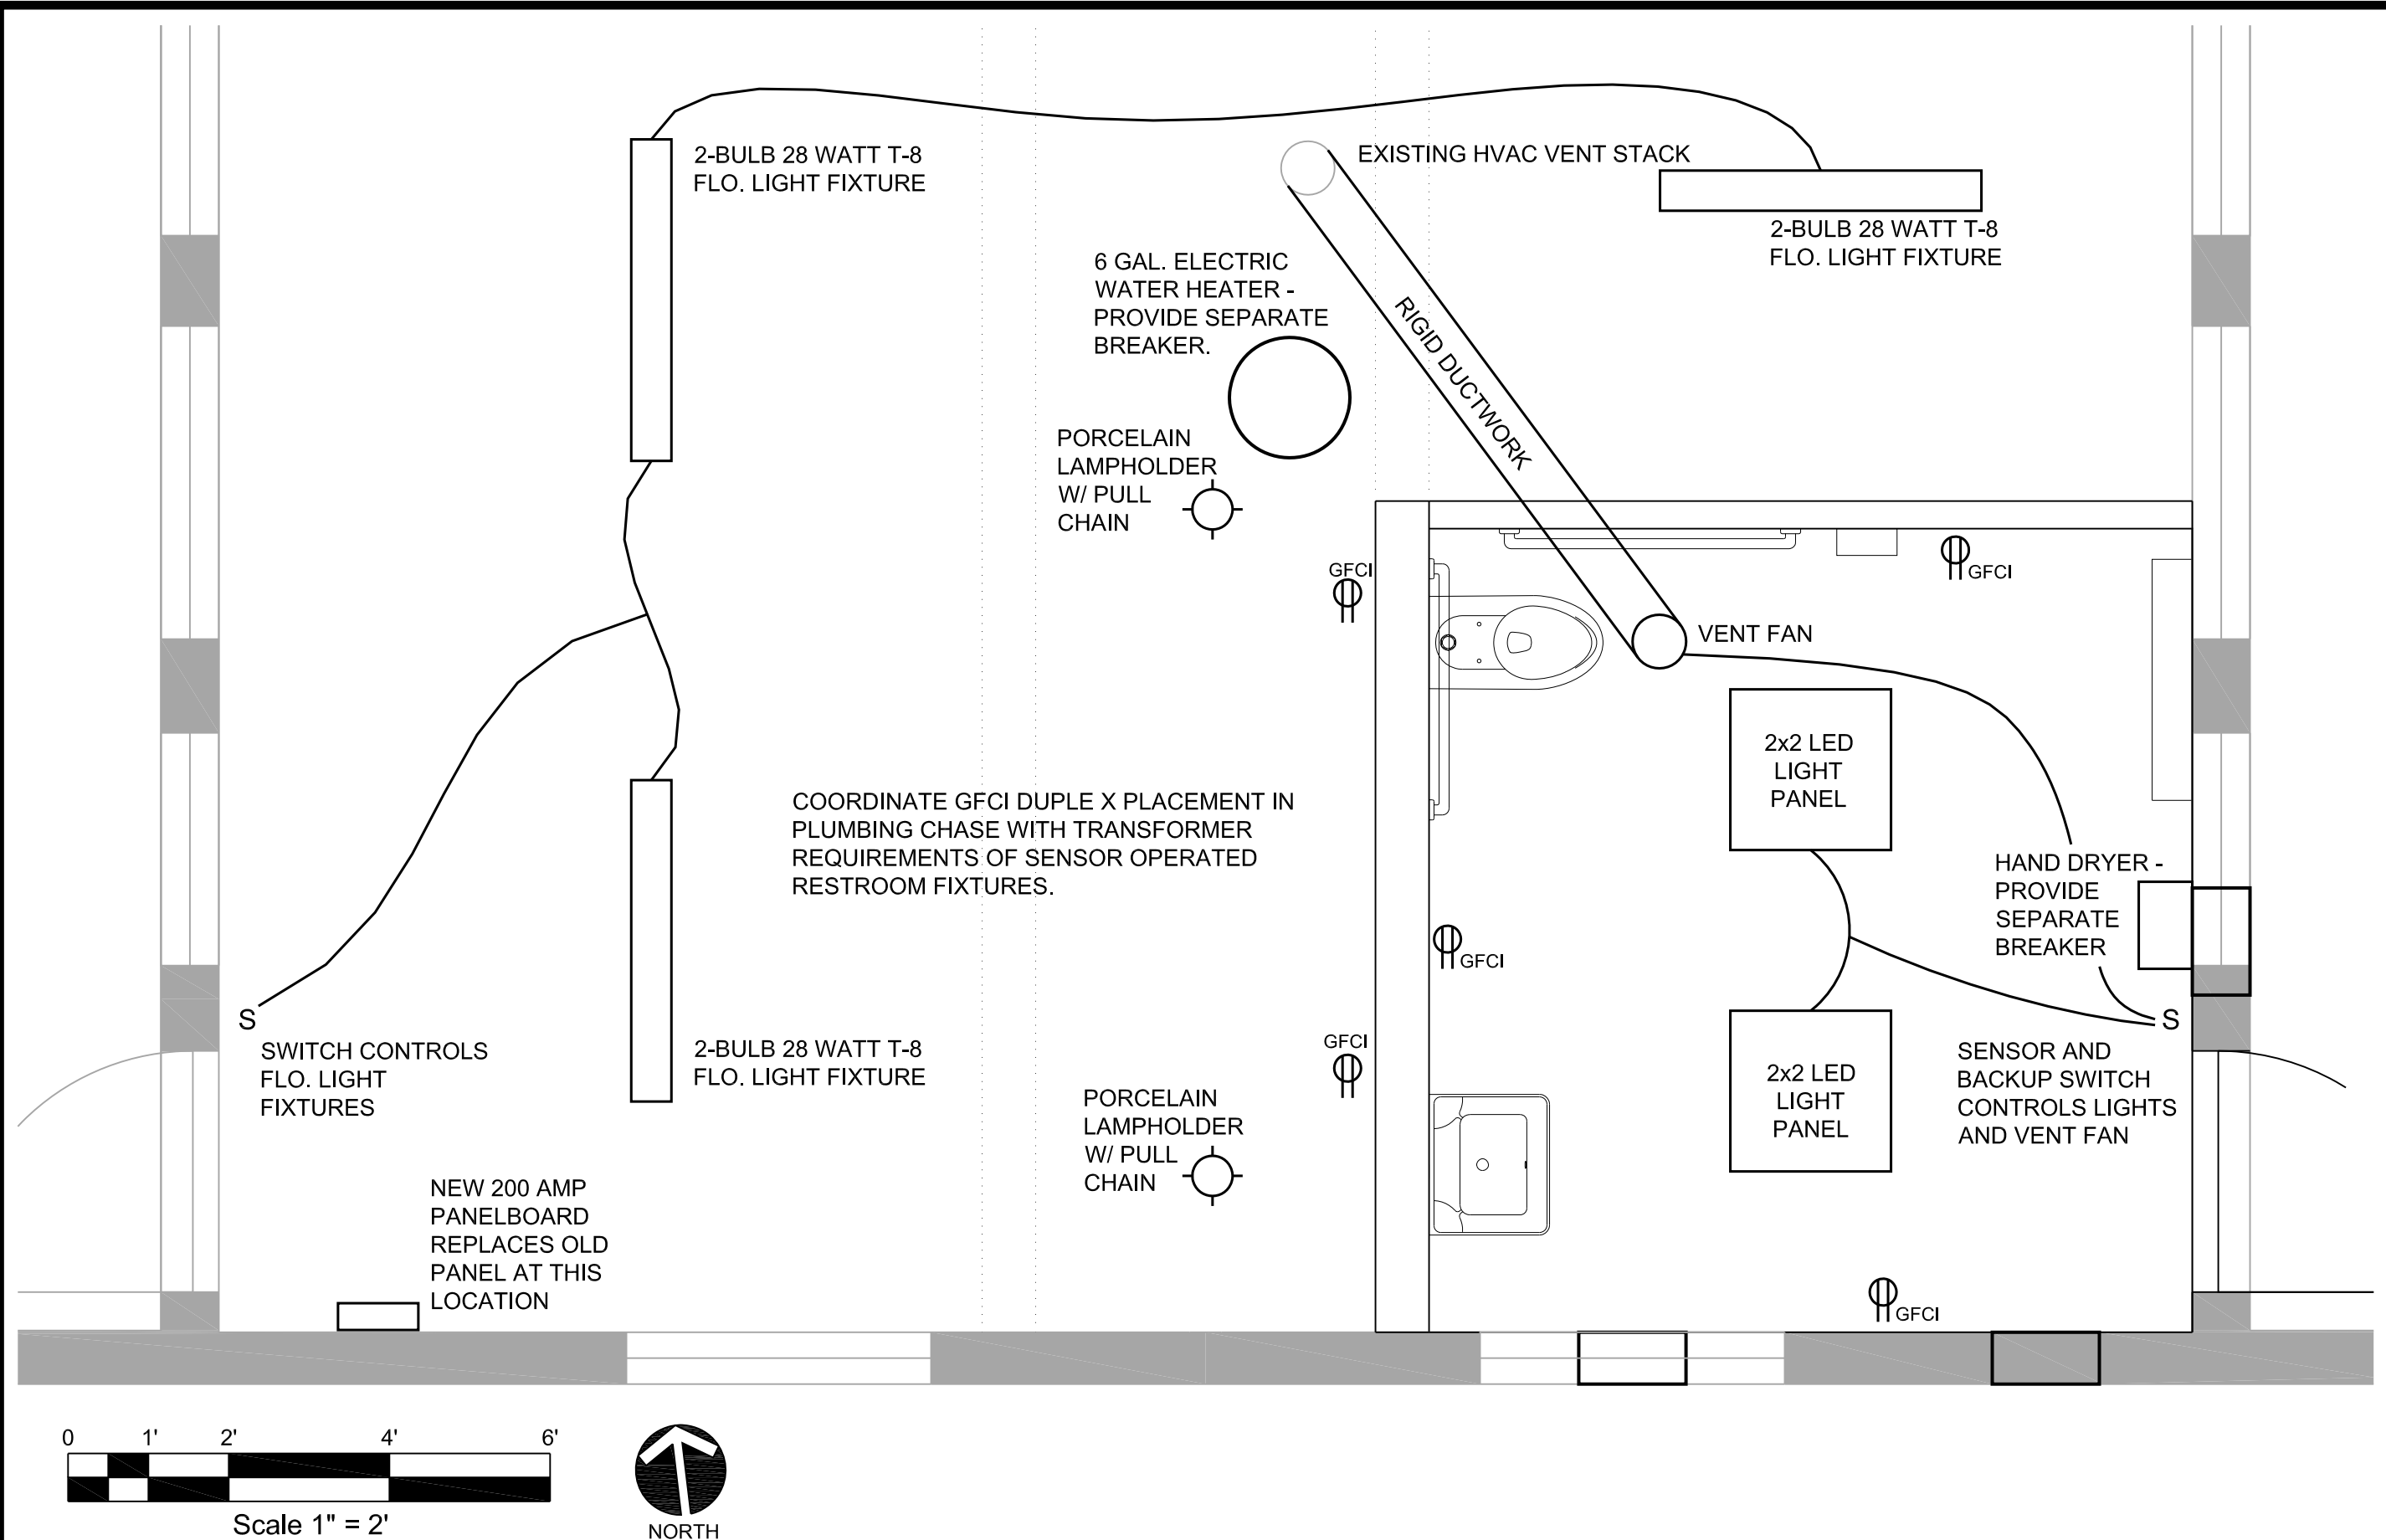 2-BULB 28 WATT T-8
FLO. LIGHT FIXTURE
EXISTING HVAC VENT STACK
2-BULB 28 WATT T-8
FLO. LIGHT FIXTURE
6 GAL. ELECTRIC
WATER HEATER -
PROVIDE SEPARATE
BREAKER.
RIGID DUCTWORK
PORCELAIN
LAMPHOLDER
W/ PULL
CHAIN
GFCI
GFCI
VENT FAN
2x2 LED
LIGHT
PANEL
COORDINATE GFCI DUPLE X PLACEMENT IN
PLUMBING CHASE WITH TRANSFORMER
REQUIREMENTS OF SENSOR OPERATED
RESTROOM FIXTURES.
HAND DRYER -
PROVIDE
SEPARATE
BREAKER
GFCI
S
SWITCH CONTROLS
FLO. LIGHT
FIXTURES
2-BULB 28 WATT T-8
FLO. LIGHT FIXTURE
GFCI
S
SENSOR AND
BACKUP SWITCH
CONTROLS LIGHTS
AND VENT FAN
2x2 LED
LIGHT
PANEL
PORCELAIN
LAMPHOLDER
W/ PULL
CHAIN
NEW 200 AMP
PANELBOARD
REPLACES OLD
PANEL AT THIS
LOCATION
GFCI
0 1' 2' 4' 6'
Scale 1" = 2'
NORTH